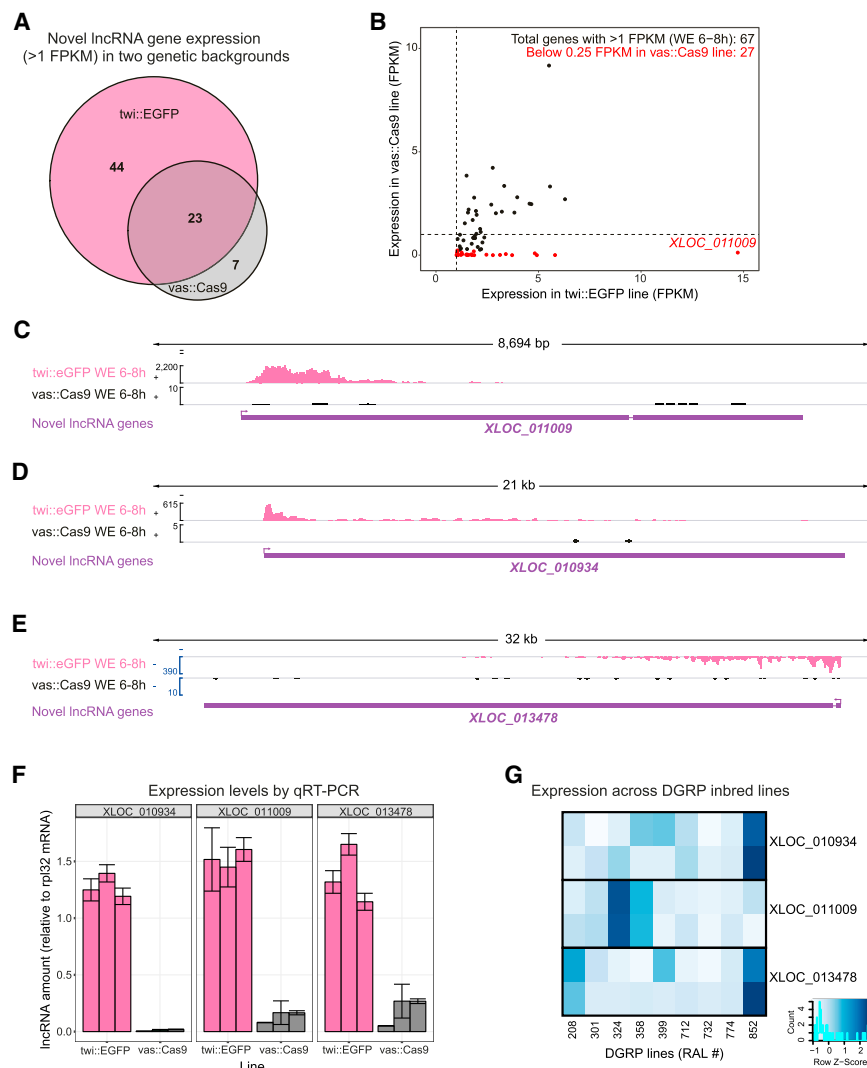 A
Novel lncRNA gene expression
(>1 FPKM) in two genetic backgrounds
twi::EGFP
44
23
7
vas::Cas9
B
Total genes with >1 FPKM (WE 6−8h): 67
Below 0.25 FPKM in vas::Cas9 line: 27
Expression in vas::Cas9 line (FPKM)
10
5
0
XLOC_011009
0
5
10
15
Expression in twi::EGFP line (FPKM)
C
8,694 bp
twi::eGFP WE 6-8h
2,200
+
vas::Cas9 WE 6-8h
10
+
Novel lncRNA genes
XLOC_011009
D
21 kb
twi::eGFP WE 6-8h
615
+
vas::Cas9 WE 6-8h
5
+
Novel lncRNA genes
XLOC_010934
E
32 kb
twi::eGFP WE 6-8h
-
390
vas::Cas9 WE 6-8h
-
10
Novel lncRNA genes
XLOC_013478
F
Expression levels by qRT-PCR
XLOC_010934
XLOC_011009
XLOC_013478
lncRNA amount (relative to rpl32 mRNA)
1.5
1.0
0.5
0.0
twi::EGFP
vas::Cas9
twi::EGFP
vas::Cas9
twi::EGFP
vas::Cas9
Line
G
Expression across DGRP inbred lines
XLOC_010934
XLOC_011009
XLOC_013478
208
301
324
358
399
712
732
774
852
DGRP lines (RAL #)
Count
0 2 4
−1 0 1 2
Row Z−Score